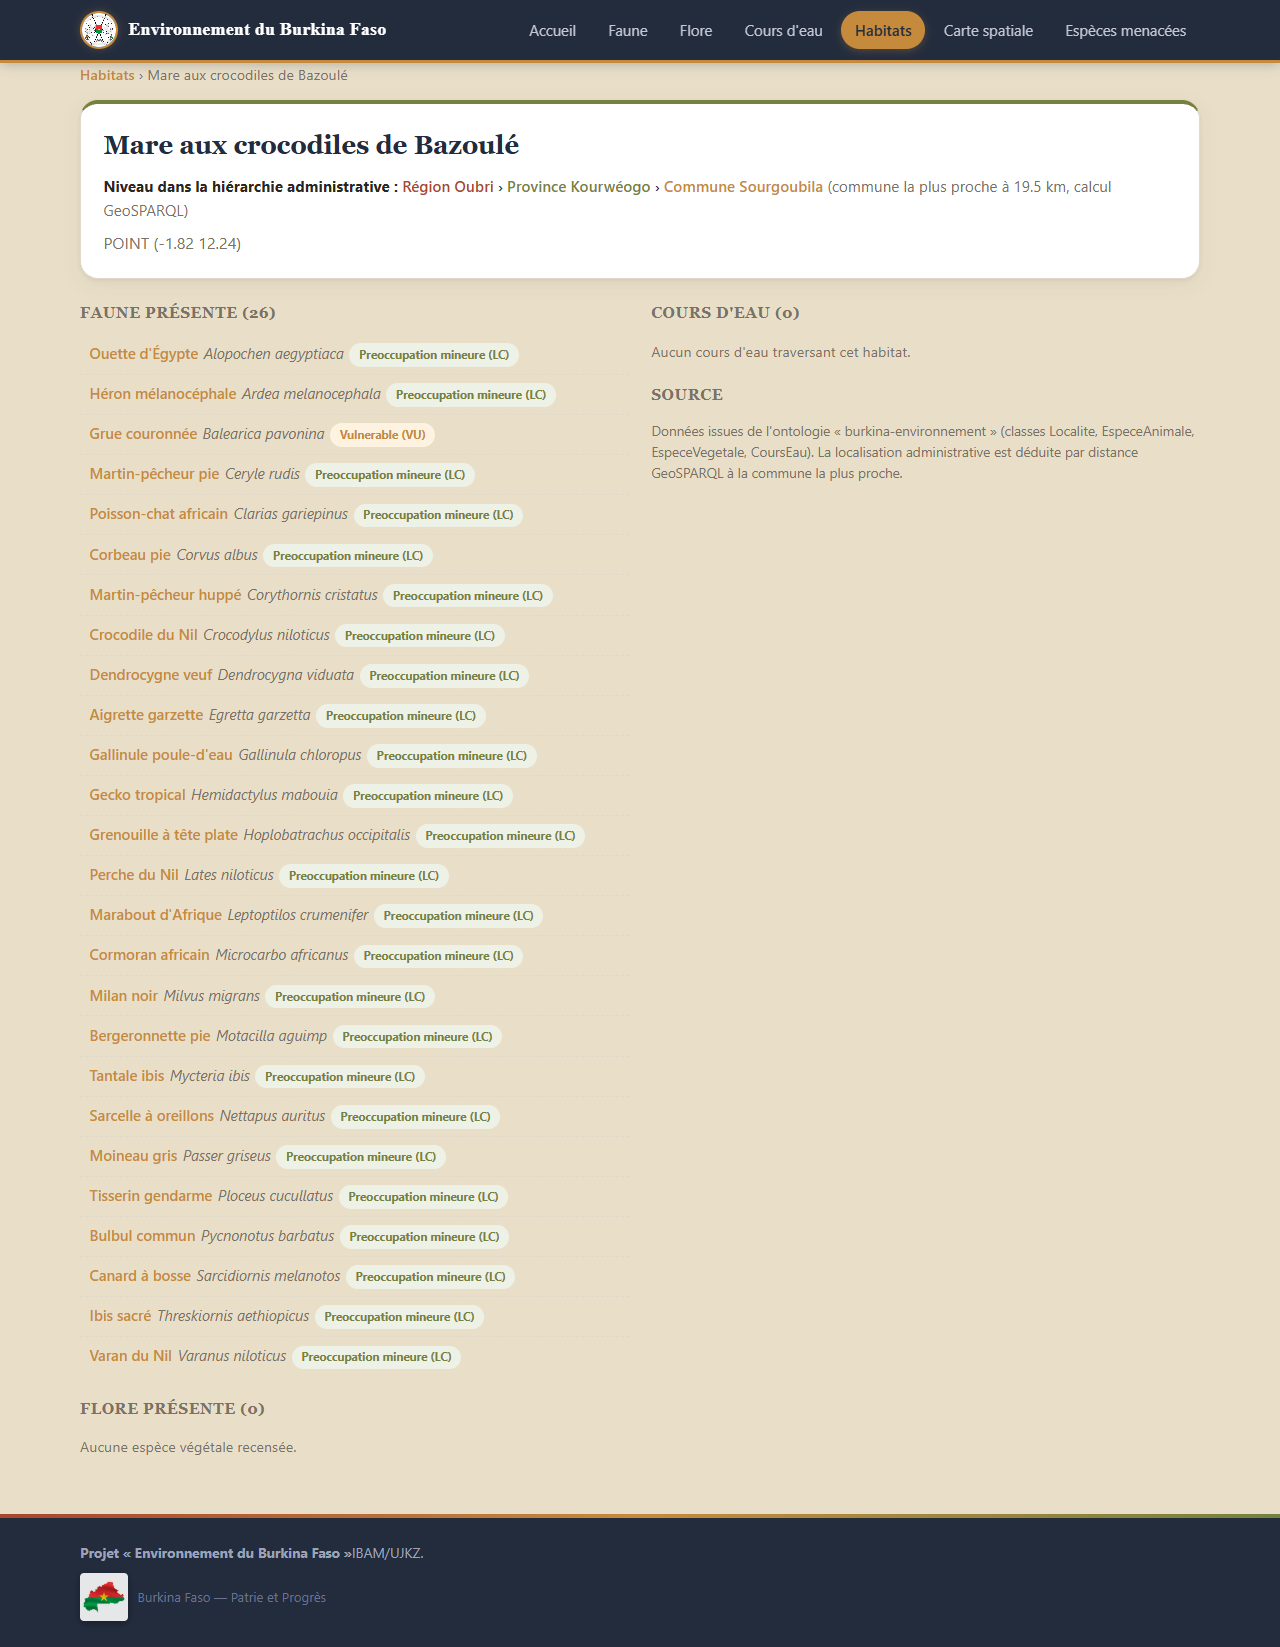 Environnement du Burkina Faso
Accueil Faune Flore Cours d'eau Habitats Carte spatiale Espèces menacées
Habitats › Mare aux crocodiles de Bazoulé
Mare aux crocodiles de Bazoulé
Niveau dans la hiérarchie administrative : Région Oubri › Province Kourwéogo › Commune Sourgoubila (commune la plus proche à 19.5 km, calcul
GeoSPARQL)
POINT (-1.82 12.24)
FAUNE PRÉSENTE (26)
Ouette d'Égypte Alopochen aegyptiaca Preoccupation mineure (LC)
Héron mélanocéphale Ardea melanocephala Preoccupation mineure (LC)
Grue couronnée Balearica pavonina Vulnerable (VU)
Martin-pêcheur pie Ceryle rudis Preoccupation mineure (LC)
Poisson-chat africain Clarias gariepinus Preoccupation mineure (LC)
Corbeau pie Corvus albus Preoccupation mineure (LC)
Martin-pêcheur huppé Corythornis cristatus Preoccupation mineure (LC)
Crocodile du Nil Crocodylus niloticus Preoccupation mineure (LC)
Dendrocygne veuf Dendrocygna viduata Preoccupation mineure (LC)
Aigrette garzette Egretta garzetta Preoccupation mineure (LC)
Gallinule poule-d'eau Gallinula chloropus Preoccupation mineure (LC)
Gecko tropical Hemidactylus mabouia Preoccupation mineure (LC)
Grenouille à tête plate Hoplobatrachus occipitalis Preoccupation mineure (LC)
Perche du Nil Lates niloticus Preoccupation mineure (LC)
Marabout d'Afrique Leptoptilos crumenifer Preoccupation mineure (LC)
Cormoran africain Microcarbo africanus Preoccupation mineure (LC)
Milan noir Milvus migrans Preoccupation mineure (LC)
Bergeronnette pie Motacilla aguimp Preoccupation mineure (LC)
Tantale ibis Mycteria ibis Preoccupation mineure (LC)
Sarcelle à oreillons Nettapus auritus Preoccupation mineure (LC)
Moineau gris Passer griseus Preoccupation mineure (LC)
Tisserin gendarme Ploceus cucullatus Preoccupation mineure (LC)
Bulbul commun Pycnonotus barbatus Preoccupation mineure (LC)
Canard à bosse Sarcidiornis melanotos Preoccupation mineure (LC)
Ibis sacré Threskiornis aethiopicus Preoccupation mineure (LC)
Varan du Nil Varanus niloticus Preoccupation mineure (LC)
FLORE PRÉSENTE (0)
Aucune espèce végétale recensée.
COURS D'EAU (0)
Aucun cours d'eau traversant cet habitat.
SOURCE
Données issues de l'ontologie « burkina-environnement » (classes Localite, EspeceAnimale,
EspeceVegetale, CoursEau). La localisation administrative est déduite par distance
GeoSPARQL à la commune la plus proche.
Projet « Environnement du Burkina Faso »IBAM/UJKZ.
Burkina Faso — Patrie et Progrès